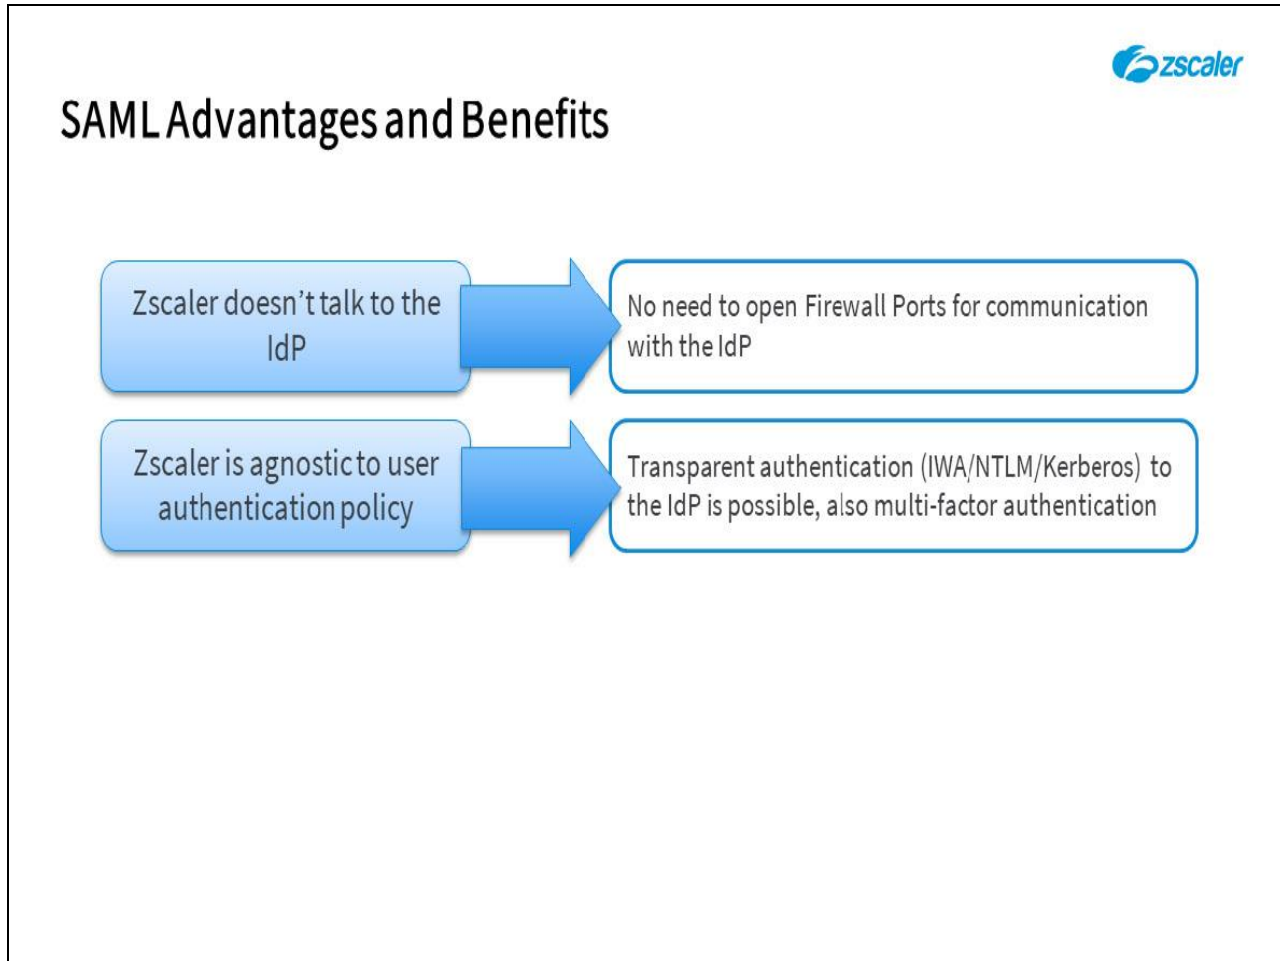 zscaler
SAML Advantages and Benefits
Zscaler doesn’t talk to the
IdP
No need to open Firewall Ports for communication
with the IdP
Zscaler is agnostic to user
authentication policy
Transparent authentication (IWA/NTLM/Kerberos) to
the IdP is possible, also multi-factor authentication